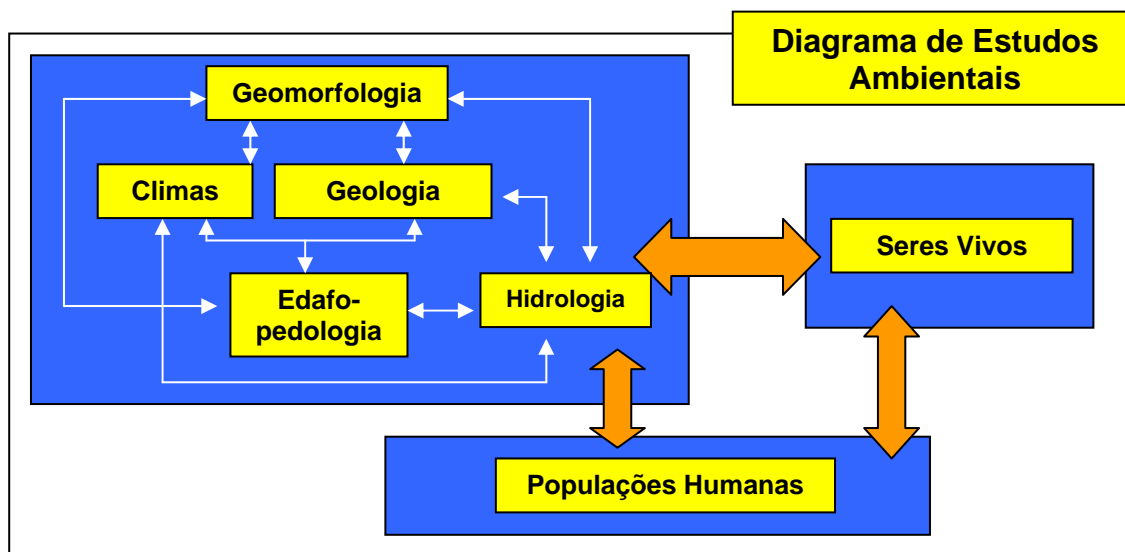 Diagrama de Estudos
Ambientais
Geomorfologia
Climas
Geologia
Seres Vivos
Edafo-
pedologia
Hidrologia
Populações Humanas